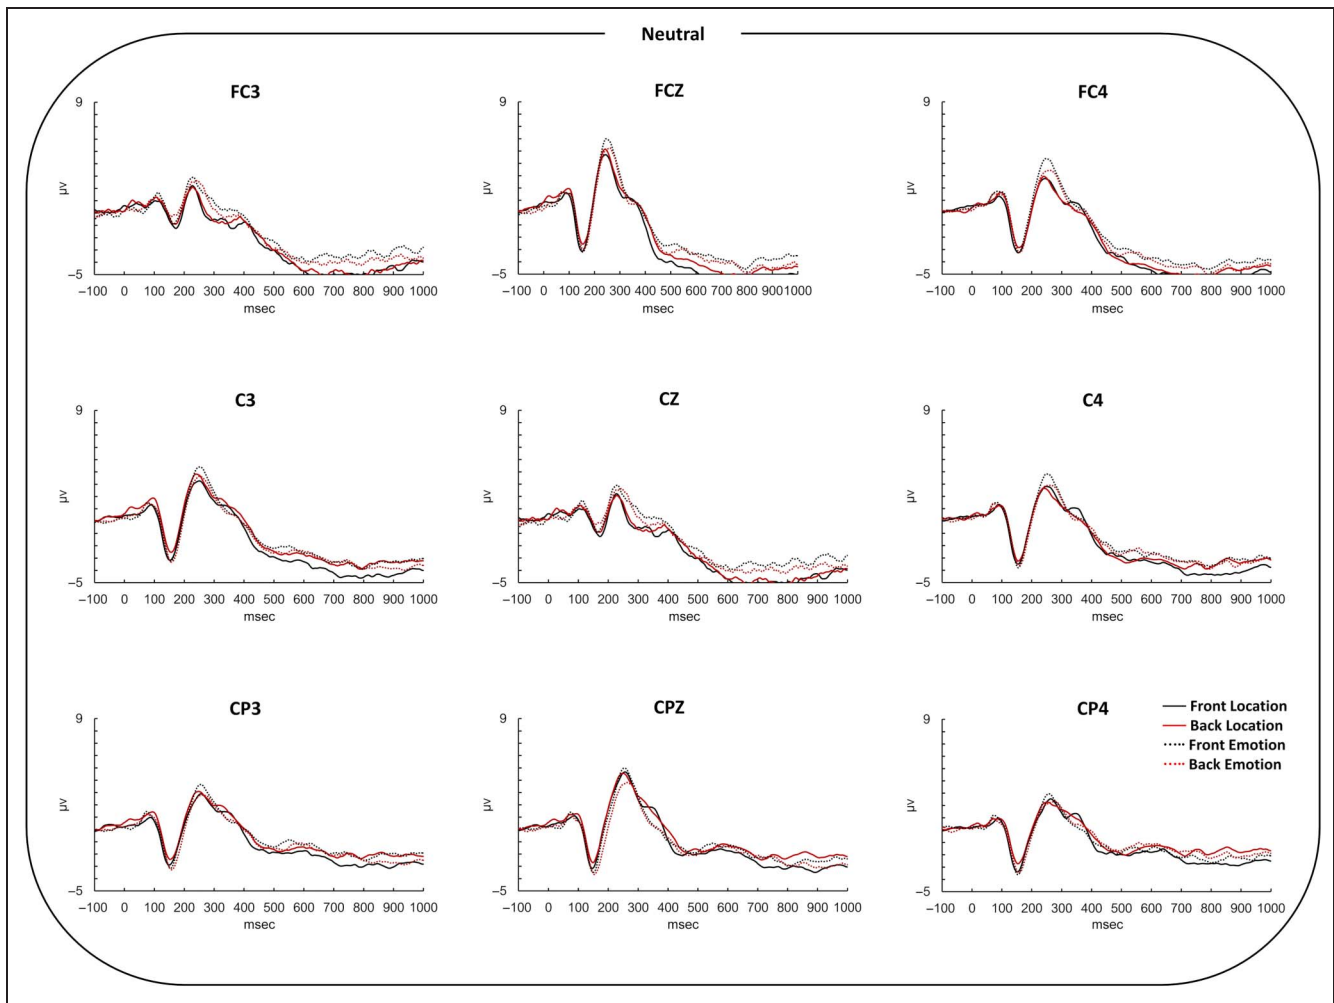 Neutral
FC3
9
μv
−5
−100 0 100 200 300 400 500 600 700 800 900 1000
msec
FCZ
9
μv
−5
−100 0 100 200 300 400 500 600 700 800 9001000
msec
FC4
9
μv
−5
−100 0 100 200 300 400 500 600 700 800 900 1000
msec
C3
9
μv
−5
−100 0 100 200 300 400 500 600 700 800 900 1000
msec
CZ
9
μv
−5
−100 0 100 200 300 400 500 600 700 800 900 1000
msec
C4
9
μv
−5
−100 0 100 200 300 400 500 600 700 800 900 1000
msec
CP3
9
μv
−5
−100 0 100 200 300 400 500 600 700 800 900 1000
msec
CPZ
9
μv
−5
−100 0 100 200 300 400 500 600 700 800 900 1000
msec
CP4
9
μv
−5
−100 0 100 200 300 400 500 600 700 800 900 1000
msec
Front Location
Back Location
Front Emotion
Back Emotion